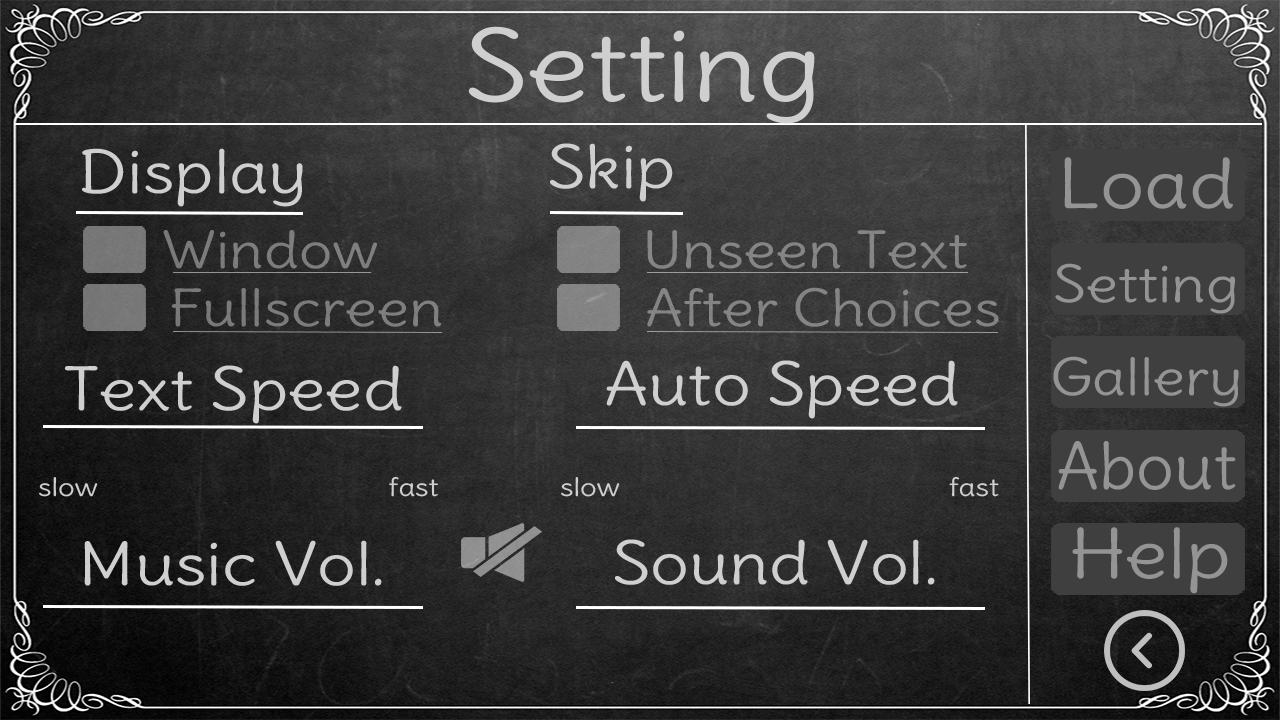 Setting
Display
Window
Fullscreen
Skip
Unseen Text
After Choices
Text Speed
slow fast
Auto Speed
slow fast
Music Vol.
Sound Vol.
Load
Setting
Gallery
About
Help